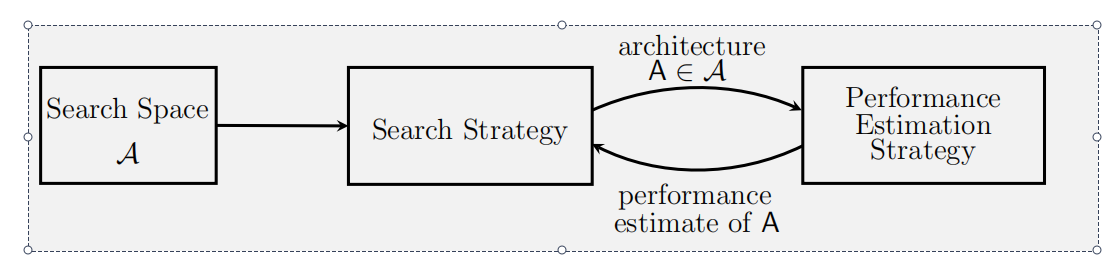 Search Space
𝒜
Search Strategy
architecture
A ∈ 𝒜
performance
estimate of A
Performance
Estimation
Strategy